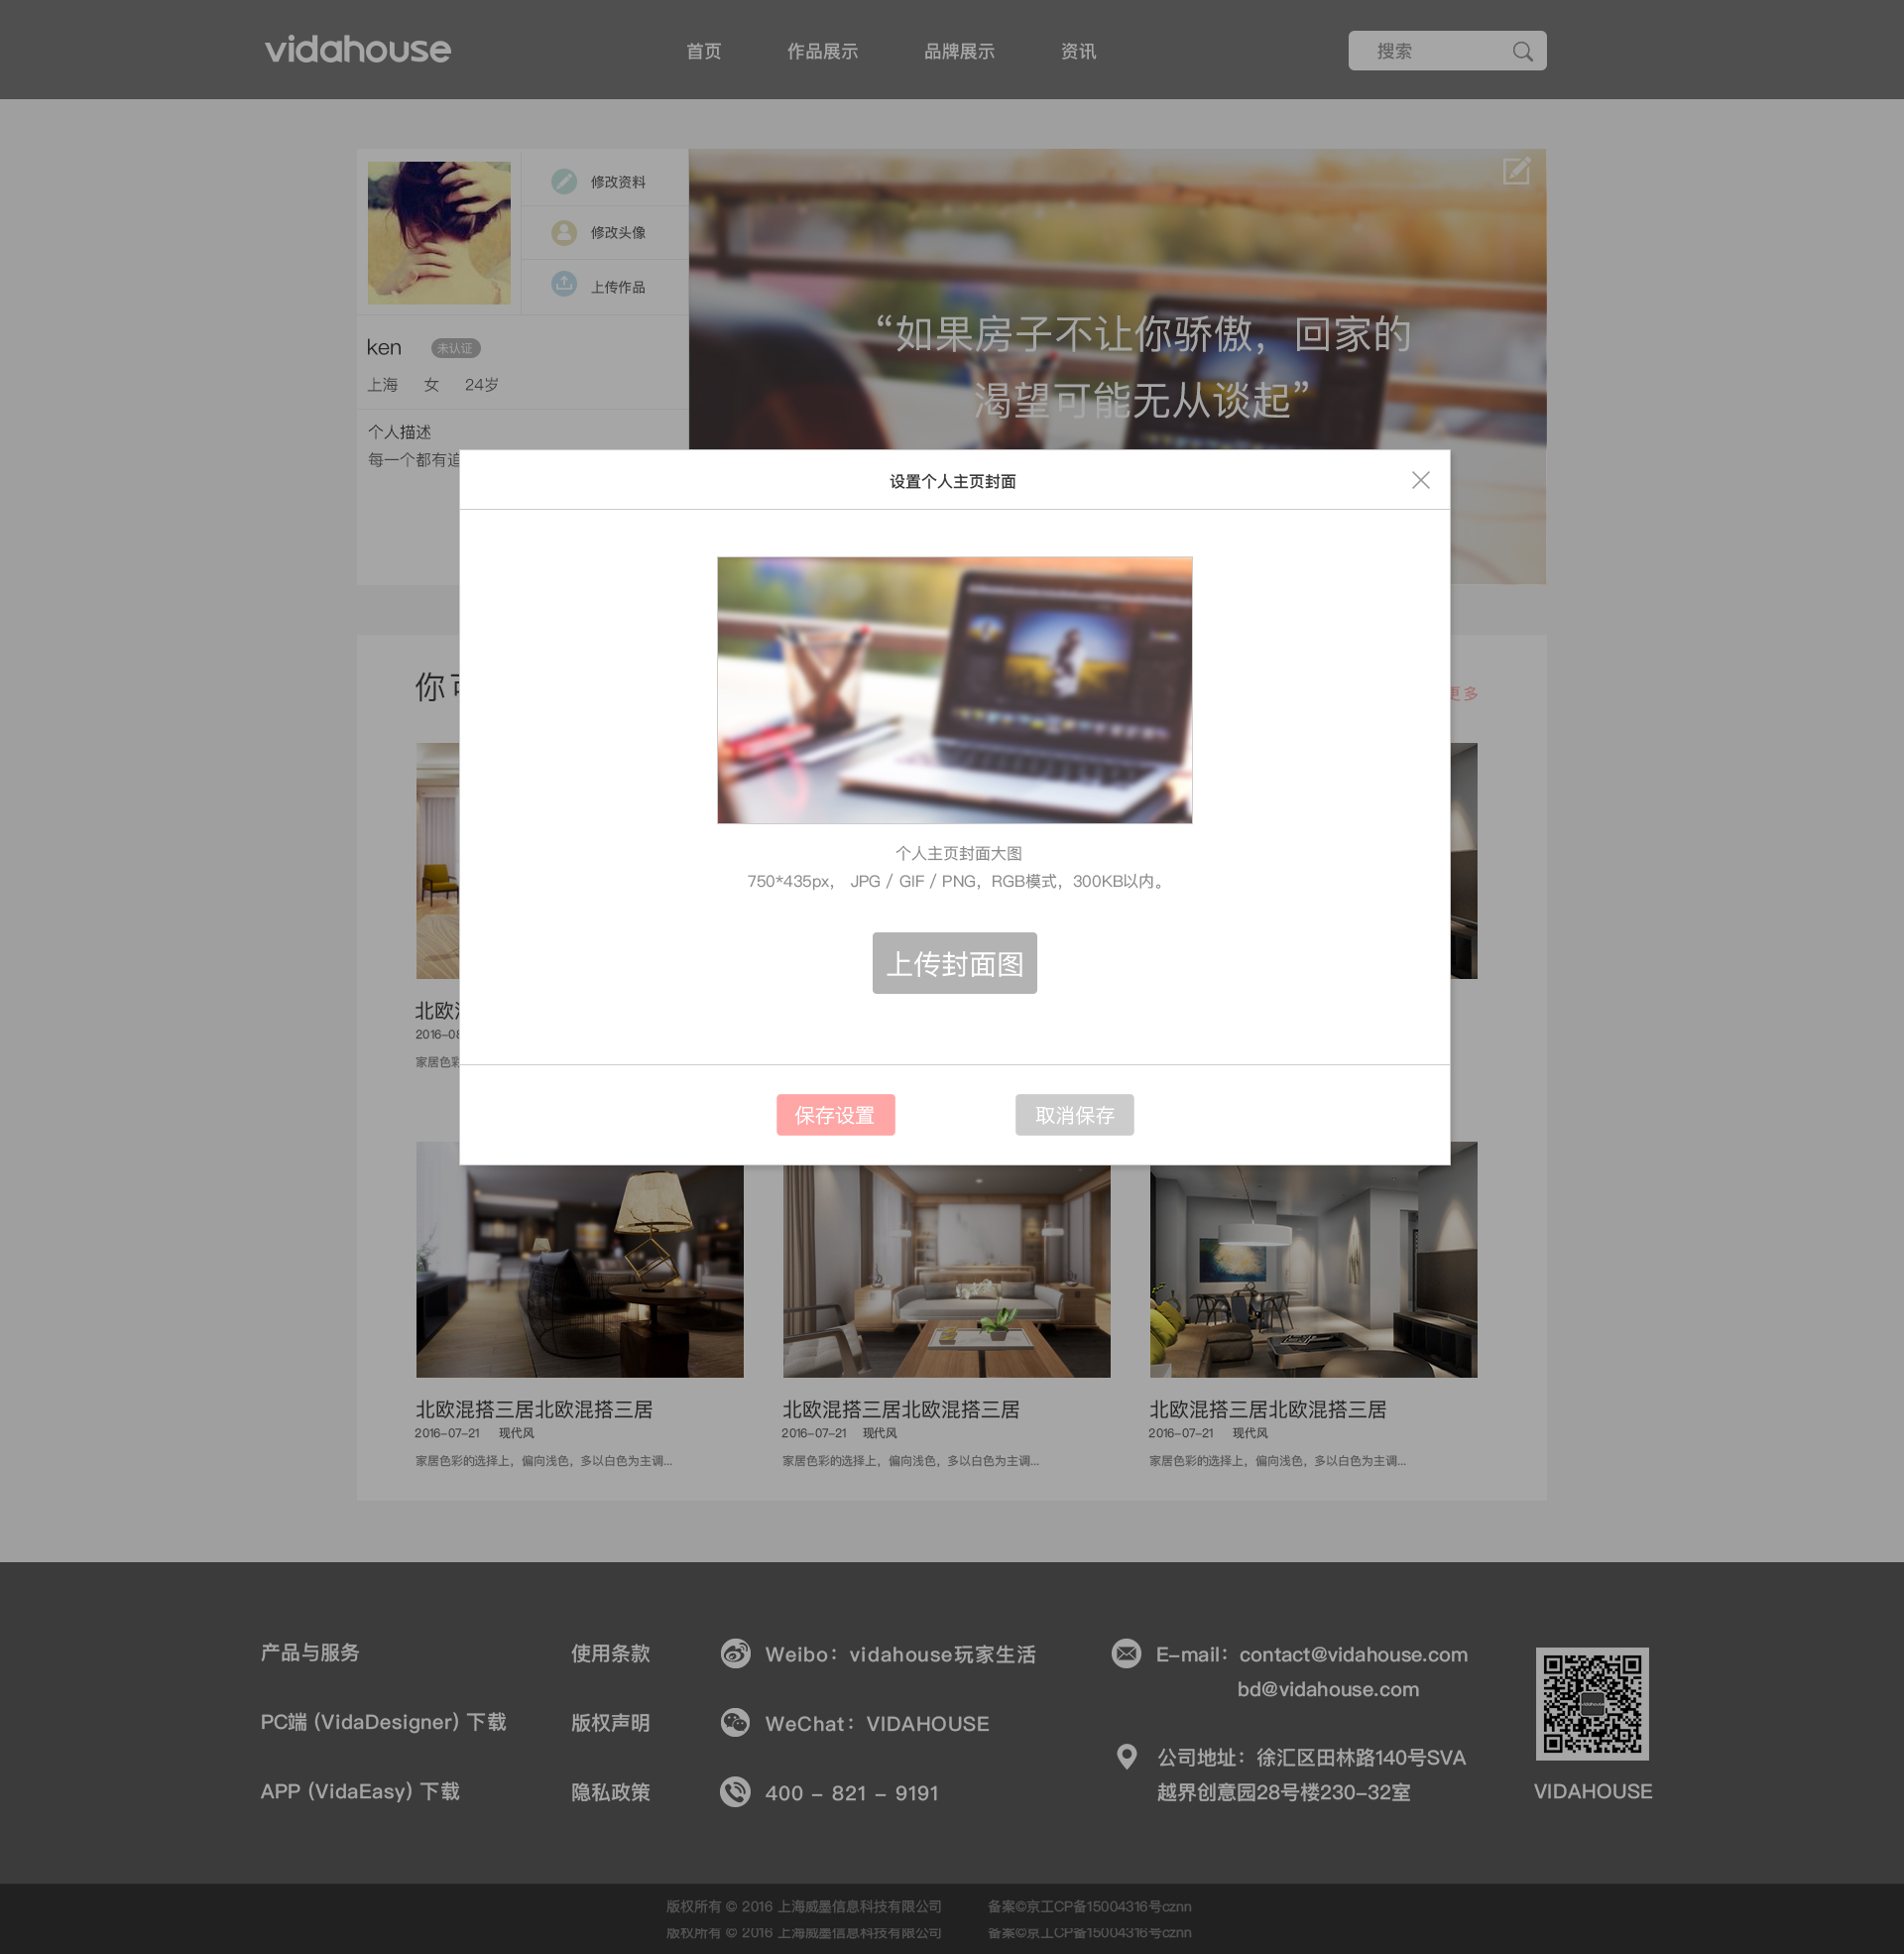 vidahouse
首页 作品展示 品牌展示 资讯 搜索
修改资料
修改头像
上传作品
“如果房子不让你骄傲，回家的
渴望可能无从谈起”
ken 未认证
上海 女 24岁
个人描述
每一个都有追
设置个人主页封面
你可
更多
个人主页封面大图
750*435px， JPG / GIF / PNG，RGB模式，300KB以内。
上传封面图
北欧混
2016-08
家居色彩
保存设置 取消保存
北欧混搭三居北欧混搭三居 北欧混搭三居北欧混搭三居 北欧混搭三居北欧混搭三居
2016-07-21 现代风 2016-07-21 现代风 2016-07-21 现代风
家居色彩的选择上，偏向浅色，多以白色为主调... 家居色彩的选择上，偏向浅色，多以白色为主调... 家居色彩的选择上，偏向浅色，多以白色为主调...
产品与服务 使用条款 Weibo：vidahouse玩家生活 E-mail：contact@vidahouse.com
bd@vidahouse.com
PC端 (VidaDesigner) 下载 版权声明 WeChat：VIDAHOUSE
公司地址：徐汇区田林路140号SVA
APP (VidaEasy) 下载 隐私政策 400 - 821 - 9191 越界创意园28号楼230-32室 VIDAHOUSE
版权所有 © 2016 上海威墨信息科技有限公司 备案©京工CP备15004316号cznn
版权所有 © 2016 上海威墨信息科技有限公司 备案©京工CP备15004316号cznn